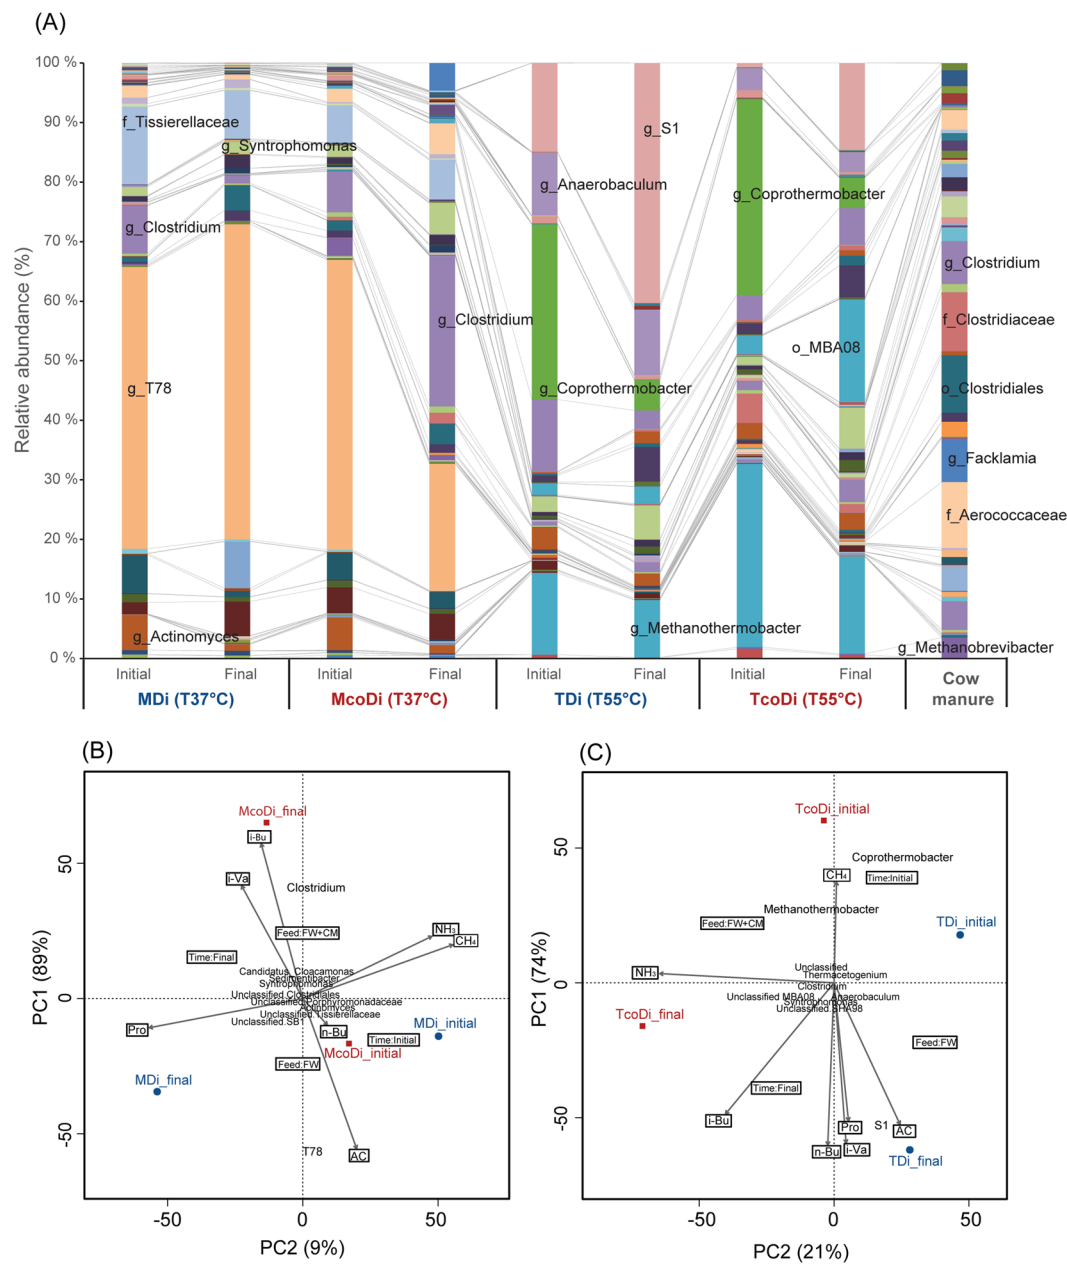 (A)
100 %
90 %
80 %
70 %
60 %
50 %
40 %
30 %
20 %
10 %
0 %
Relative abundance (%)
f_Tissierellaceae
g_Syntrophomonas
g_Clostridium
g_T78
g_Actinomyces
g_Clostridium
g_Anaerobaculum
g_Coprothermobacter
g_S1
g_Methanothermobacter
g_Coprothermobacter
o_MBA08
g_Clostridium
f_Clostridiaceae
o_Clostridiales
g_Facklamia
f_Aerococcaceae
g_Methanobrevibacter
Initial Final Initial Final Initial Final Initial Final
MDi (T37°C) McoDi (T37°C) TDi (T55°C) TcoDi (T55°C) Cow manure
(B)
McoDi_final
i-Bu
i-Va
Clostridium
Feed:FW+CM
NH₃
CH₄
Time:Final
Candidatus_Cloacamonas
Sedimentibacter
Syntrophomonas
Unclassified Clostridiales
Unclassified Porphyromonadaceae
Actinomyces
Unclassified.Tissierellaceae
Unclassified.SB1
Pro
n-Bu
MDi_initial
Time:Initial
McoDi_initial
Feed:FW
MDi_final
T78
AC
50
0
-50
PC1 (89%)
-50 0 50
PC2 (9%)
(C)
TcoDi_initial
Coprothermobacter
CH₄
Time:Initial
Methanothermobacter
Feed:FW+CM
TDi_initial
Unclassified
Thermacetogenium
NH₃
Clostridium
Unclassified MBA08
Anaerobaculum
Syntrophomonas
Unclassified.SHA98
TcoDi_final
Feed:FW
Time:Final
i-Bu
Pro
S1
AC
n-Bu
i-Va
TDi_final
50
0
-50
PC1 (74%)
-50 0 50
PC2 (21%)